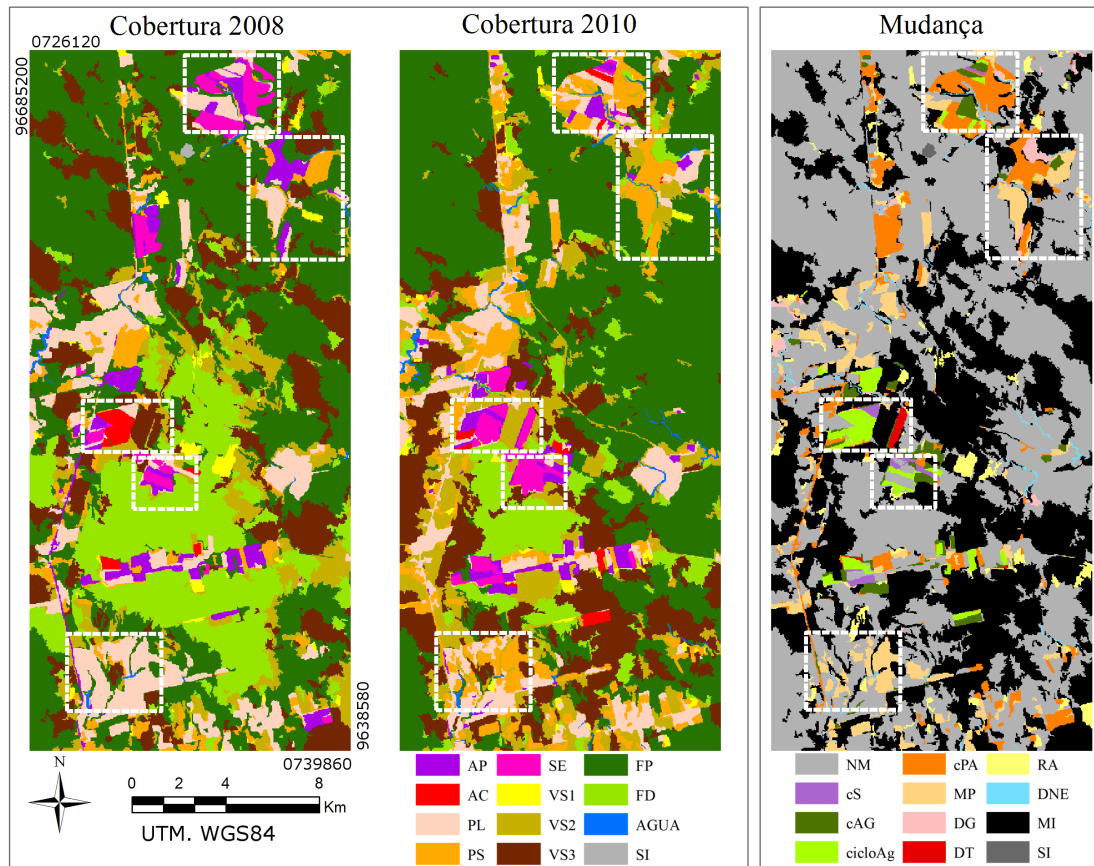 Cobertura 2008
Cobertura 2010
Mudança
0726120
96685200
9638580
0739860
N
0 2 4 8
Km
UTM. WGS84
AP SE FP
AC VS1 FD
PL VS2 AGUA
PS VS3 SI
NM cPA RA
cS MP DNE
cAG DG MI
cicloAg DT SI